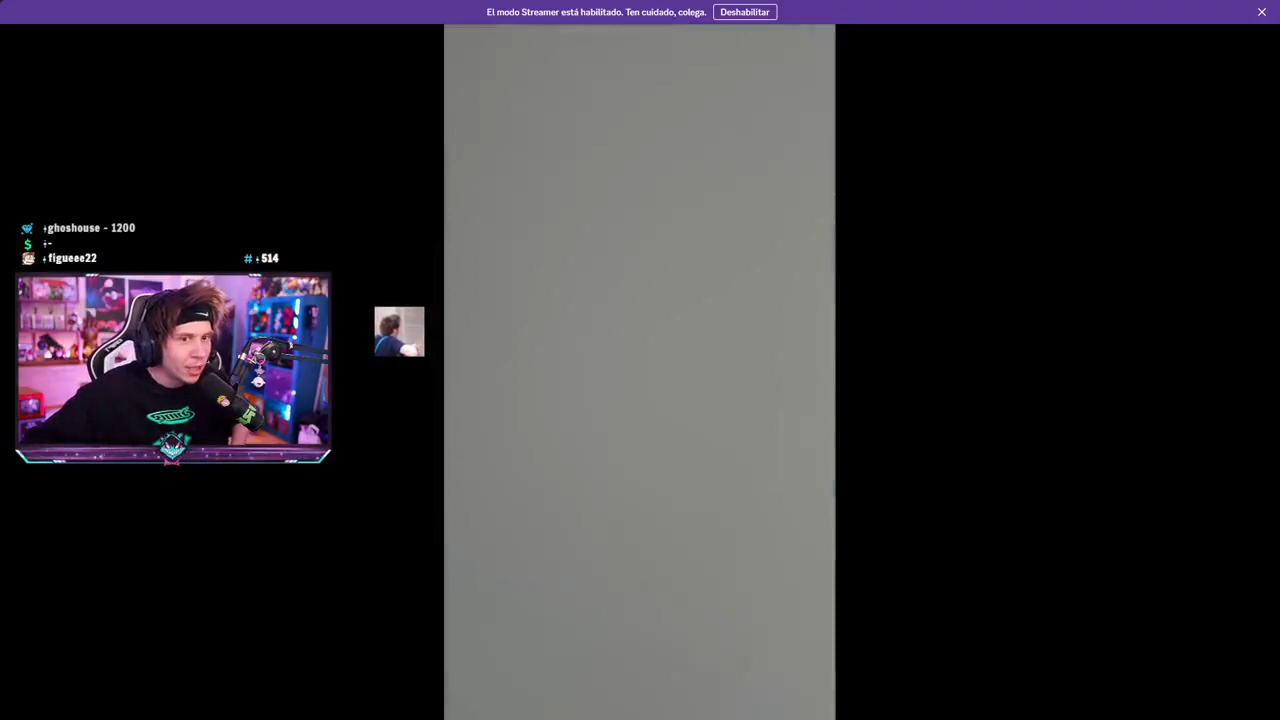 El modo Streamer está habilitado. Ten cuidado, colega. Deshabilitar
ghoshouse - 1200
$ -
figueee22 # 514